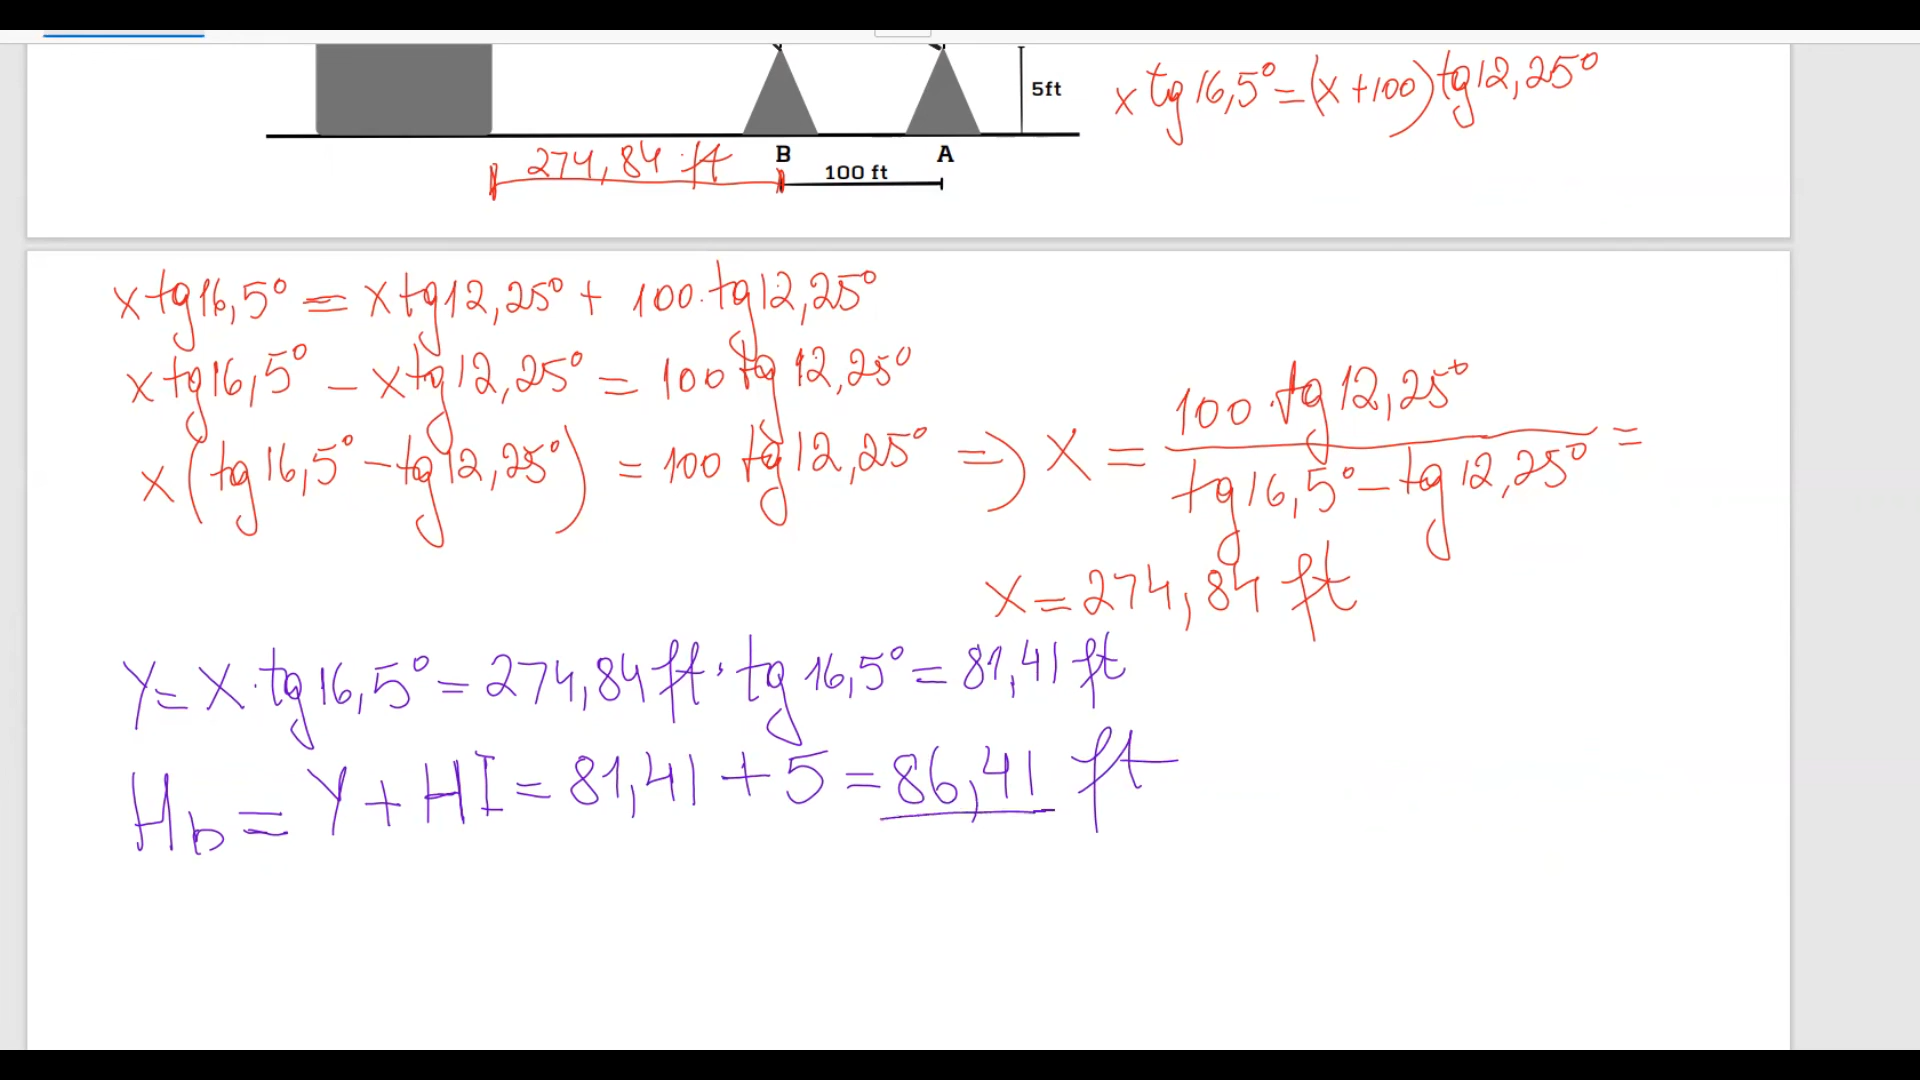 5ft
x tg 16,5° = (x + 100) tg 12,25°
274,84 ft
B
A
100 ft
x tg 16,5° = x tg 12,25° + 100 · tg 12,25°
x tg 16,5° - x tg 12,25° = 100 tg 12,25°
x (tg 16,5° - tg 12,25°) = 100 tg 12,25° => X = 100 · tg 12,25° / tg 16,5° - tg 12,25° =
X = 274,84 ft
Y = X · tg 16,5° = 274,84 ft · tg 16,5° = 81,41 ft
Hb = Y + HI = 81,41 + 5 = 86,41 ft